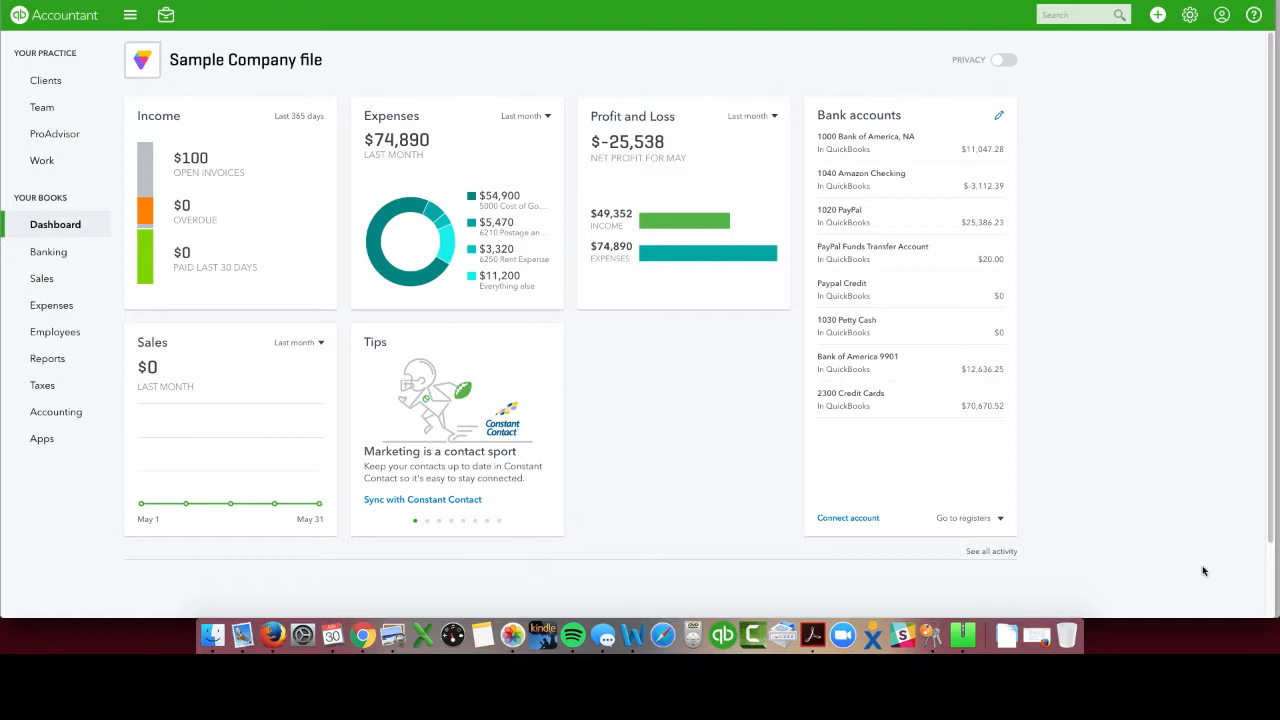 Accountant
Search
YOUR PRACTICE
Clients
Team
ProAdvisor
Work
YOUR BOOKS
Dashboard
Banking
Sales
Expenses
Employees
Reports
Taxes
Accounting
Apps
Sample Company file
PRIVACY
Income
Last 365 days
$100
OPEN INVOICES
$0
OVERDUE
$0
PAID LAST 30 DAYS
Expenses
Last month
$74,890
LAST MONTH
$54,900
5000 Cost of Go...
$5,470
6210 Postage an...
$3,320
6250 Rent Expense
$11,200
Everything else
Profit and Loss
Last month
$-25,538
NET PROFIT FOR MAY
$49,352
INCOME
$74,890
EXPENSES
Bank accounts
1000 Bank of America, NA
In QuickBooks $11,047.28
1040 Amazon Checking
In QuickBooks $-3,112.39
1020 PayPal
In QuickBooks $25,386.23
PayPal Funds Transfer Account
In QuickBooks $20.00
Paypal Credit
In QuickBooks $0
1030 Petty Cash
In QuickBooks $0
Bank of America 9901
In QuickBooks $12,636.25
2300 Credit Cards
In QuickBooks $70,670.52
Connect account Go to registers
Sales
Last month
$0
LAST MONTH
May 1 May 31
Tips
Constant Contact
Marketing is a contact sport
Keep your contacts up to date in Constant
Contact so it's easy to stay connected.
Sync with Constant Contact
See all activity
30
kindle